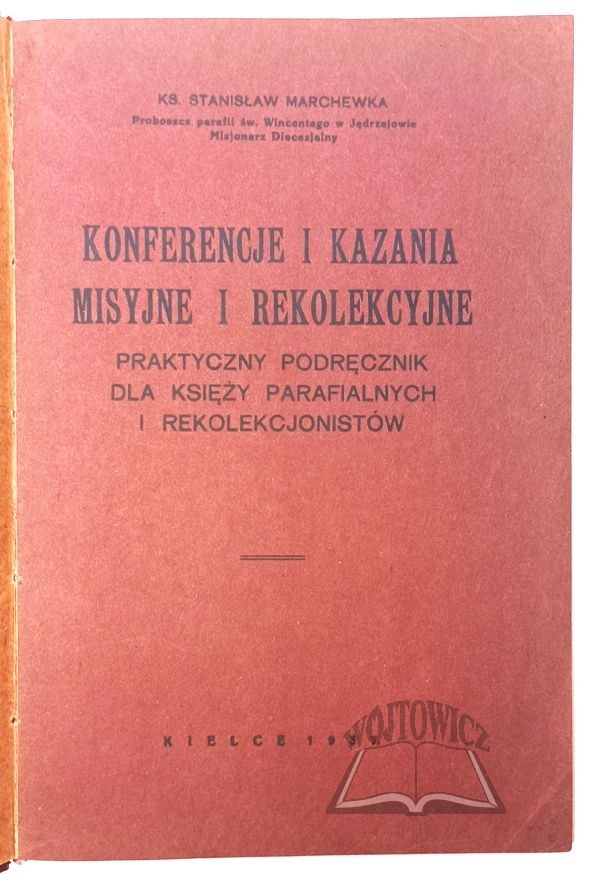 KS. STANISŁAW MARCHEWKA
Proboszcz parafii św. Wincentego w Jędrzejowie
Misjonarz Diecezjalny
KONFERENCJE I KAZANIA
MISYJNE I REKOLEKCYJNE
PRAKTYCZNY PODRĘCZNIK
DLA KSIĘŻY PARAFIALNYCH
I REKOLEKCJONISTÓW
KIELCE
WÓJTOWICZ